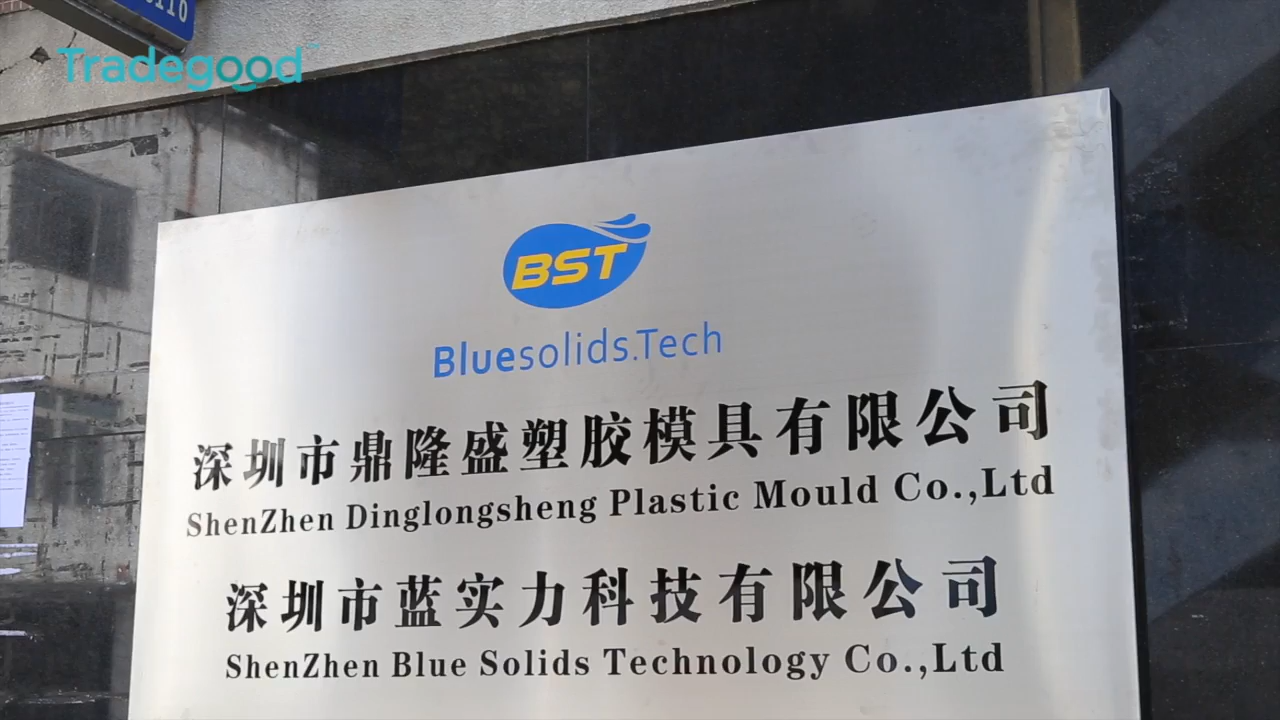 Tradegood™
BST
Bluesolids.Tech
深圳市鼎隆盛塑胶模具有限公司
ShenZhen Dinglongsheng Plastic Mould Co.,Ltd
深圳市蓝实力科技有限公司
ShenZhen Blue Solids Technology Co.,Ltd